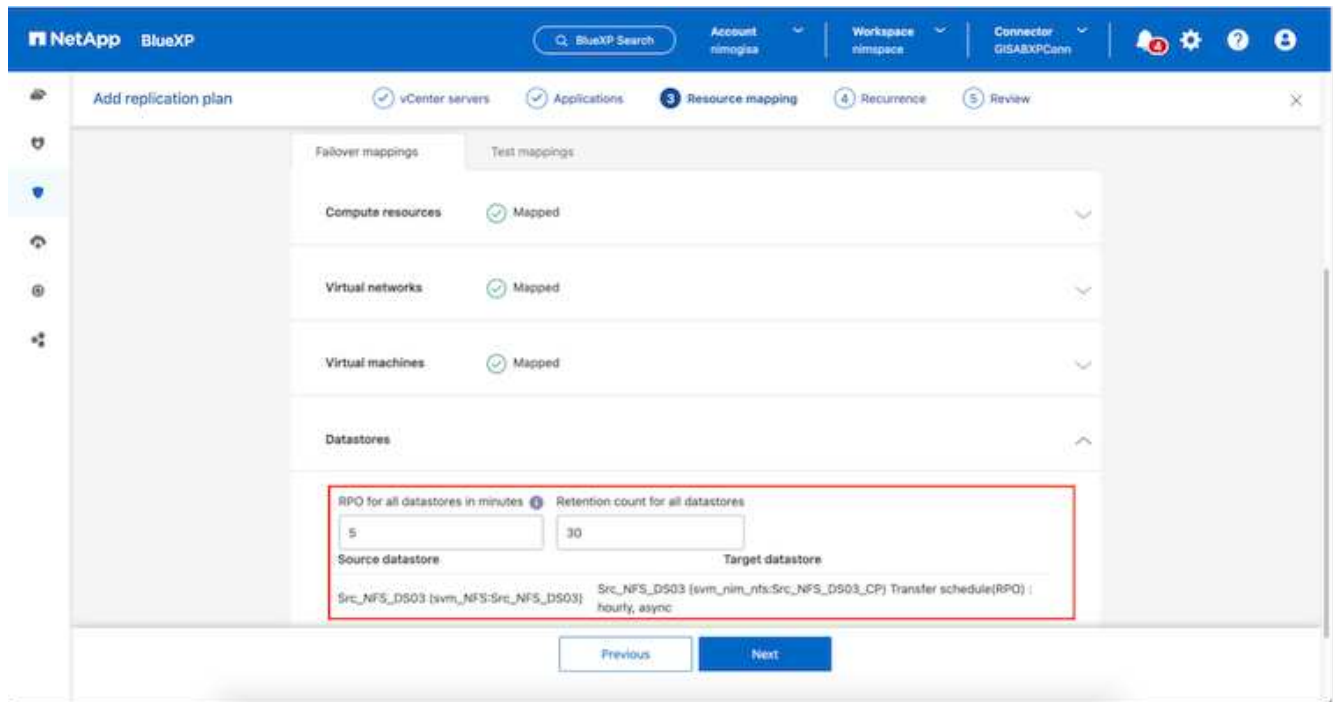 NetApp BlueXP
BlueXP Search
Account
nimogisa
Workspace
nimspace
Connector
GISABXPConn
4
Add replication plan
vCenter servers
Applications
3 Resource mapping
4 Recurrence
5 Review
Failover mappings
Test mappings
Compute resources Mapped
Virtual networks Mapped
Virtual machines Mapped
Datastores
RPO for all datastores in minutes Retention count for all datastores
5 30
Source datastore Target datastore
Src_NFS_DS03 (svm_NFS:Src_NFS_DS03) Src_NFS_DS03 (svm_nim_nfs:Src_NFS_DS03_CP) Transfer schedule(RPO) :
hourly, async
Previous Next